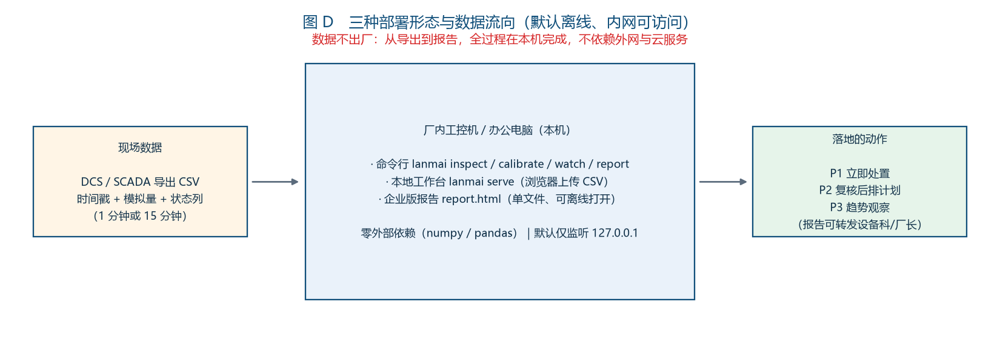 图 D　三种部署形态与数据流向（默认离线、内网可访问）
数据不出厂：从导出到报告，全过程在本机完成，不依赖外网与云服务
现场数据
DCS / SCADA 导出 CSV
时间戳 + 模拟量 + 状态列
（1 分钟或 15 分钟）
厂内工控机 / 办公电脑（本机）
· 命令行 lanmai inspect / calibrate / watch / report
· 本地工作台 lanmai serve（浏览器上传 CSV）
· 企业版报告 report.html（单文件、可离线打开）
零外部依赖（numpy / pandas）｜默认仅监听 127.0.0.1
落地的动作
P1 立即处置
P2 复核后排计划
P3 趋势观察
（报告可转发设备科/厂长）